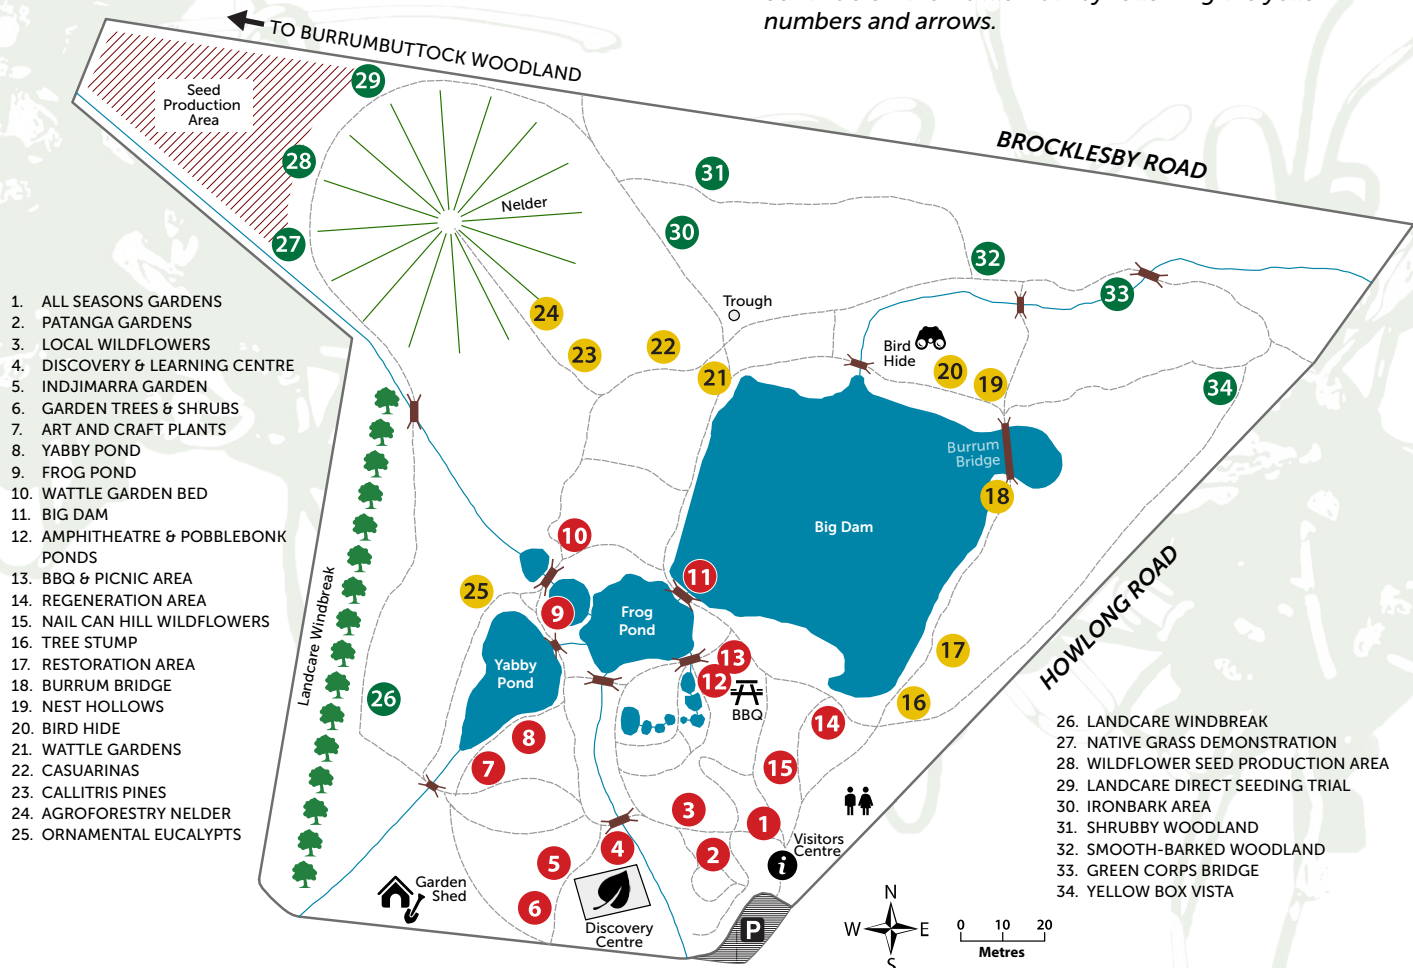 numbers and arrows.
TO BURRUMBUTTOCK WOODLAND
BROCKLESBY ROAD
HOWLONG ROAD
Seed
Production
Area
29
28
27
Nelder
31
30
32
33
34
Trough
24
23
22
21
Bird
Hide
20
19
Burrum
Bridge
18
Big Dam
10
11
25
9
Frog
Pond
Yabby
Pond
13
12
BBQ
17
16
14
15
26
Landcare Windbreak
8
7
3
1
2
4
5
6
Visitors
Centre
i
Garden
Shed
Discovery
Centre
P
N
W
E
S
0 10 20
Metres
1. ALL SEASONS GARDENS
2. PATANGA GARDENS
3. LOCAL WILDFLOWERS
4. DISCOVERY & LEARNING CENTRE
5. INDJIMARRA GARDEN
6. GARDEN TREES & SHRUBS
7. ART AND CRAFT PLANTS
8. YABBY POND
9. FROG POND
10. WATTLE GARDEN BED
11. BIG DAM
12. AMPHITHEATRE & POBBLEBONK
PONDS
13. BBQ & PICNIC AREA
14. REGENERATION AREA
15. NAIL CAN HILL WILDFLOWERS
16. TREE STUMP
17. RESTORATION AREA
18. BURRUM BRIDGE
19. NEST HOLLOWS
20. BIRD HIDE
21. WATTLE GARDENS
22. CASUARINAS
23. CALLITRIS PINES
24. AGROFORESTRY NELDER
25. ORNAMENTAL EUCALYPTS
26. LANDCARE WINDBREAK
27. NATIVE GRASS DEMONSTRATION
28. WILDFLOWER SEED PRODUCTION AREA
29. LANDCARE DIRECT SEEDING TRIAL
30. IRONBARK AREA
31. SHRUBBY WOODLAND
32. SMOOTH-BARKED WOODLAND
33. GREEN CORPS BRIDGE
34. YELLOW BOX VISTA